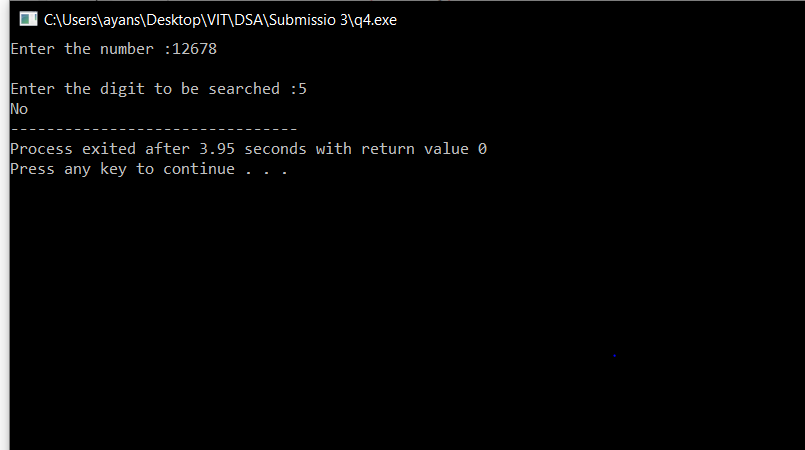 C:\Users\ayans\Desktop\VIT\DSA\Submissio 3\q4.exe
Enter the number :12678
Enter the digit to be searched :5
No
--------------------------------
Process exited after 3.95 seconds with return value 0
Press any key to continue . . .